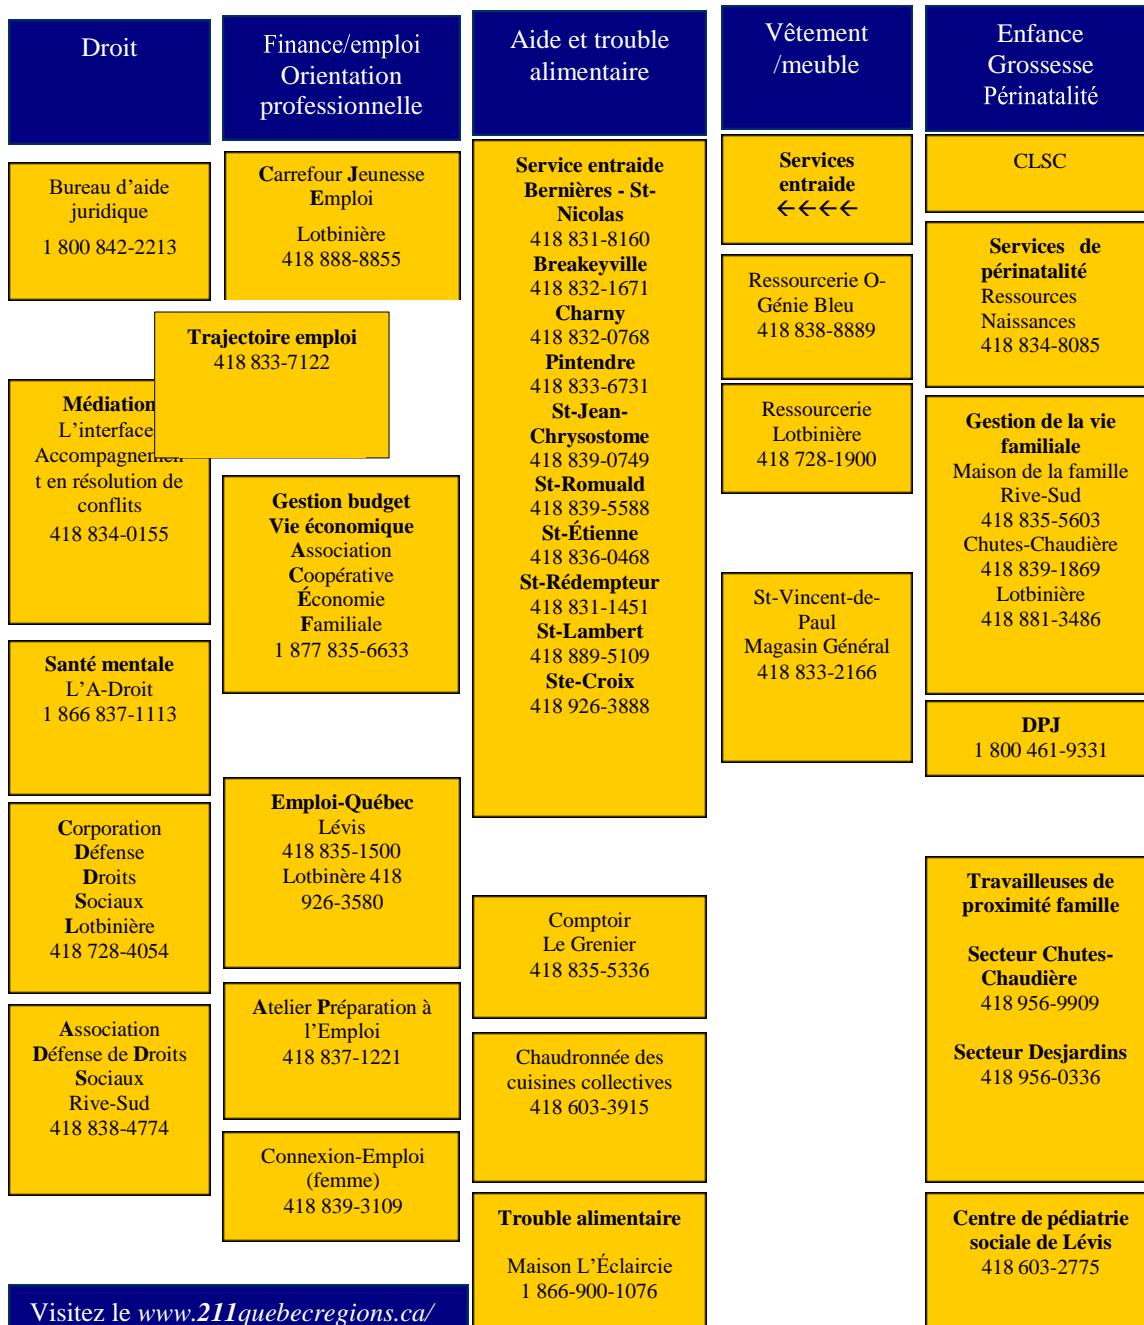 Droit
Bureau d'aide
juridique
1 800 842-2213
Médiation
L'interface
Accompagnemen
t en résolution de
conflits
418 834-0155
Santé mentale
L'A-Droit
1 866 837-1113
Corporation
Défense
Droits
Sociaux
Lotbinière
418 728-4054
Association
Défense de Droits
Sociaux
Rive-Sud
418 838-4774
Finance/emploi
Orientation
professionnelle
Carrefour Jeunesse
Emploi
Lotbinière
418 888-8855
Trajectoire emploi
418 833-7122
Gestion budget
Vie économique
Association
Coopérative
Économie
Familiale
1 877 835-6633
Emploi-Québec
Lévis
418 835-1500
Lotbinère 418
926-3580
Atelier Préparation à
l'Emploi
418 837-1221
Connexion-Emploi
(femme)
418 839-3109
Visitez le www.211quebecregions.ca/
Aide et trouble
alimentaire
Service entraide
Bernières - St-
Nicolas
418 831-8160
Breakeyville
418 832-1671
Charny
418 832-0768
Pintendre
418 833-6731
St-Jean-
Chrysostome
418 839-0749
St-Romuald
418 839-5588
St-Étienne
418 836-0468
St-Rédempteur
418 831-1451
St-Lambert
418 889-5109
Ste-Croix
418 926-3888
Comptoir
Le Grenier
418 835-5336
Chaudronnée des
cuisines collectives
418 603-3915
Trouble alimentaire
Maison L'Éclaircie
1 866-900-1076
Vêtement
/meuble
Services
entraide
←←←←
Ressourcerie O-
Génie Bleu
418 838-8889
Ressourcerie
Lotbinière
418 728-1900
St-Vincent-de-
Paul
Magasin Général
418 833-2166
Enfance
Grossesse
Périnatalité
CLSC
Services de
périnatalité
Ressources
Naissances
418 834-8085
Gestion de la vie
familiale
Maison de la famille
Rive-Sud
418 835-5603
Chutes-Chaudière
418 839-1869
Lotbinière
418 881-3486
DPJ
1 800 461-9331
Travailleuses de
proximité famille
Secteur Chutes-
Chaudière
418 956-9909
Secteur Desjardins
418 956-0336
Centre de pédiatrie
sociale de Lévis
418 603-2775